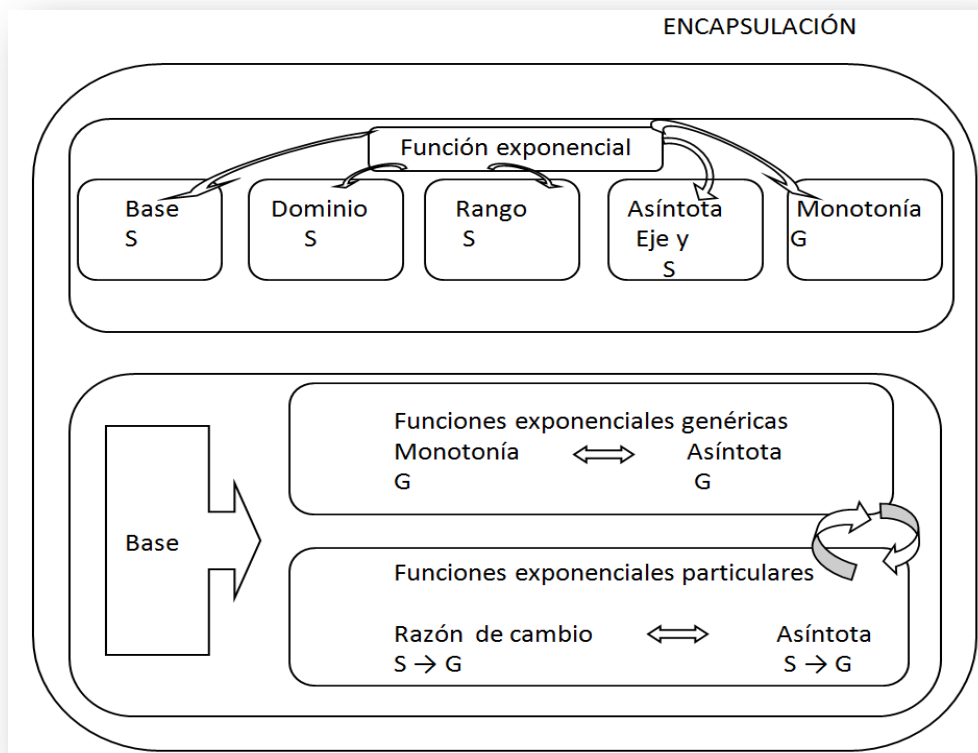 ENCAPSULACIÓN
Función exponencial
Base
S
Dominio
S
Rango
S
Asíntota
Eje y
S
Monotonía
G
Base
Funciones exponenciales genéricas
Monotonía ⇔ Asíntota
G G
Funciones exponenciales particulares
Razón de cambio ⇔ Asíntota
S → G S → G